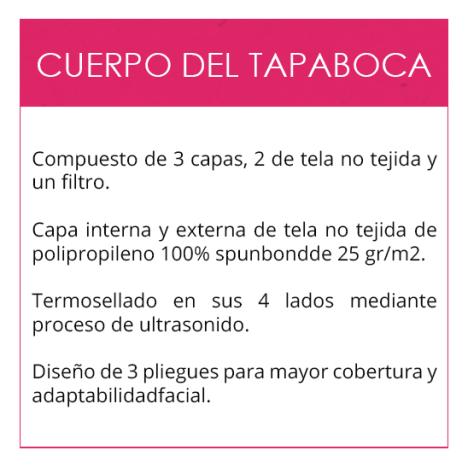 CUERPO DEL TAPABOCA
Compuesto de 3 capas, 2 de tela no tejida y
un filtro.
Capa interna y externa de tela no tejida de
polipropileno 100% spunbondde 25 gr/m2.
Termosellado en sus 4 lados mediante
proceso de ultrasonido.
Diseño de 3 pliegues para mayor cobertura y
adaptabilidadfacial.